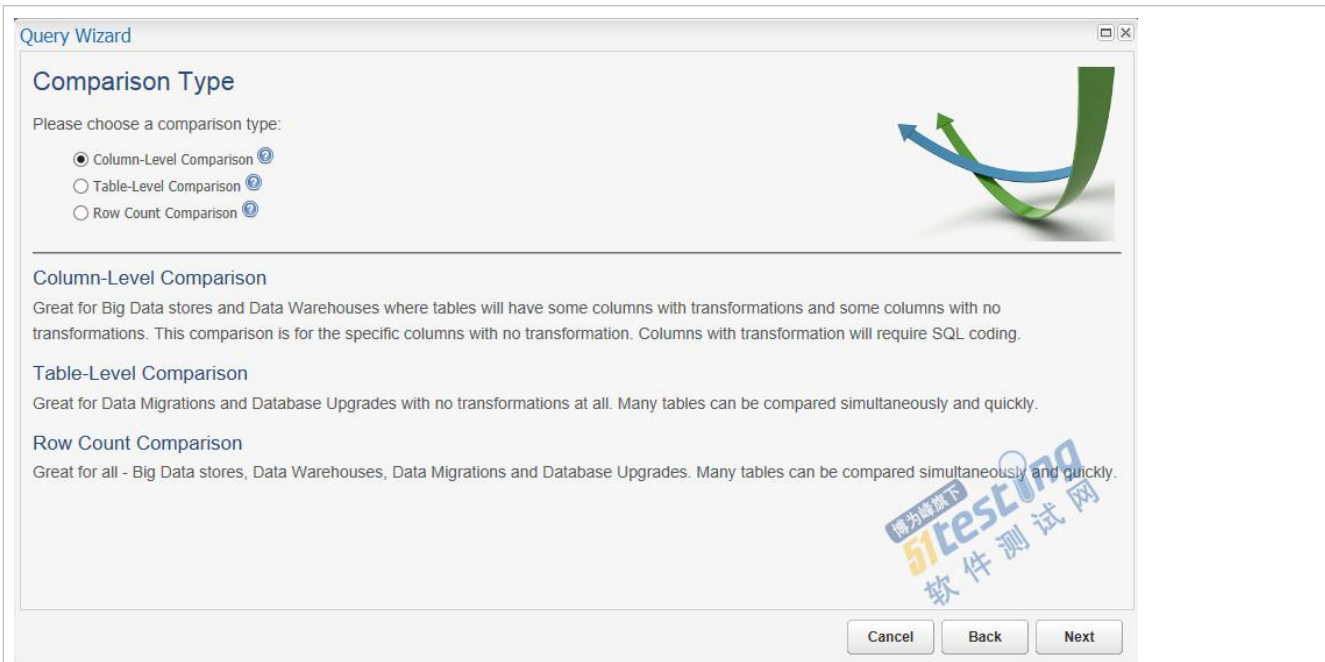 Query Wizard
Comparison Type
Please choose a comparison type:
Column-Level Comparison
Table-Level Comparison
Row Count Comparison
Column-Level Comparison
Great for Big Data stores and Data Warehouses where tables will have some columns with transformations and some columns with no
transformations. This comparison is for the specific columns with no transformation. Columns with transformation will require SQL coding.
Table-Level Comparison
Great for Data Migrations and Database Upgrades with no transformations at all. Many tables can be compared simultaneously and quickly.
Row Count Comparison
Great for all - Big Data stores, Data Warehouses, Data Migrations and Database Upgrades. Many tables can be compared simultaneously and quickly.
博为峰旗下
51testing
软件测试网
Cancel Back Next